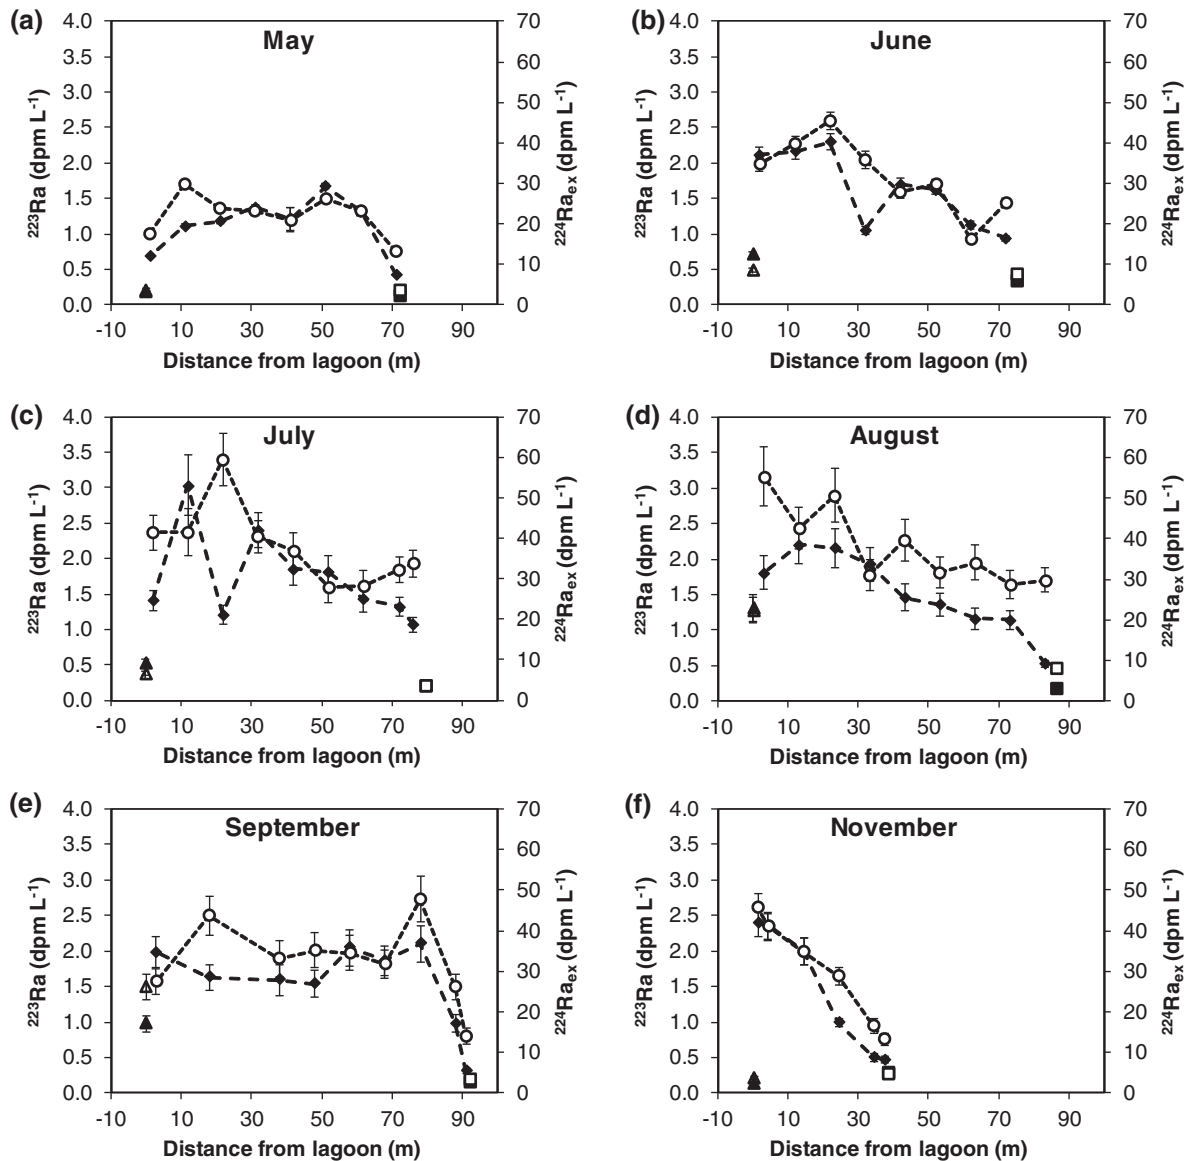 (a)
May
4.0
3.5
3.0
2.5
2.0
1.5
1.0
0.5
0.0
²²³Ra (dpm L⁻¹)
70
60
50
40
30
20
10
0
²²⁴Raₑₓ (dpm L⁻¹)
-10 10 30 50 70 90
Distance from lagoon (m)
(b)
June
4.0
3.5
3.0
2.5
2.0
1.5
1.0
0.5
0.0
²²³Ra (dpm L⁻¹)
70
60
50
40
30
20
10
0
²²⁴Raₑₓ (dpm L⁻¹)
-10 10 30 50 70 90
Distance from lagoon (m)
(c)
July
4.0
3.5
3.0
2.5
2.0
1.5
1.0
0.5
0.0
²²³Ra (dpm L⁻¹)
70
60
50
40
30
20
10
0
²²⁴Raₑₓ (dpm L⁻¹)
-10 10 30 50 70 90
Distance from lagoon (m)
(d)
August
4.0
3.5
3.0
2.5
2.0
1.5
1.0
0.5
0.0
²²³Ra (dpm L⁻¹)
70
60
50
40
30
20
10
0
²²⁴Raₑₓ (dpm L⁻¹)
-10 10 30 50 70 90
Distance from lagoon (m)
(e)
September
4.0
3.5
3.0
2.5
2.0
1.5
1.0
0.5
0.0
²²³Ra (dpm L⁻¹)
70
60
50
40
30
20
10
0
²²⁴Raₑₓ (dpm L⁻¹)
-10 10 30 50 70 90
Distance from lagoon (m)
(f)
November
4.0
3.5
3.0
2.5
2.0
1.5
1.0
0.5
0.0
²²³Ra (dpm L⁻¹)
70
60
50
40
30
20
10
0
²²⁴Raₑₓ (dpm L⁻¹)
-10 10 30 50 70 90
Distance from lagoon (m)